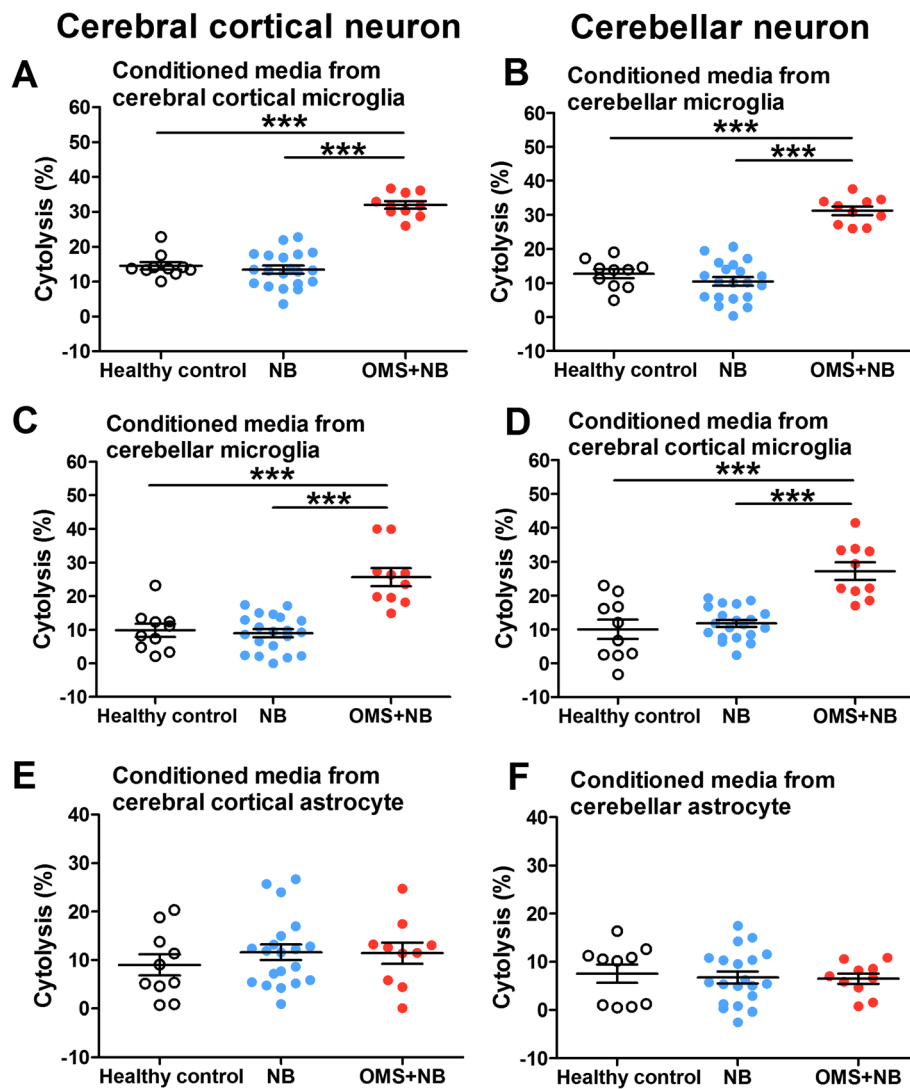 Cerebral cortical neuron
Cerebellar neuron
A
Conditioned media from
cerebral cortical microglia
Cytolysis (%)
60
50
40
30
20
10
0
-10
***
***
Healthy control
NB
OMS+NB
B
Conditioned media from
cerebellar microglia
Cytolysis (%)
60
50
40
30
20
10
0
-10
***
***
Healthy control
NB
OMS+NB
C
Conditioned media from
cerebellar microglia
Cytolysis (%)
60
50
40
30
20
10
0
-10
***
***
Healthy control
NB
OMS+NB
D
Conditioned media from
cerebral cortical microglia
Cytolysis (%)
60
50
40
30
20
10
0
-10
***
***
Healthy control
NB
OMS+NB
E
Conditioned media from
cerebral cortical astrocyte
Cytolysis (%)
40
30
20
10
0
-10
Healthy control
NB
OMS+NB
F
Conditioned media from
cerebellar astrocyte
Cytolysis (%)
40
30
20
10
0
-10
Healthy control
NB
OMS+NB